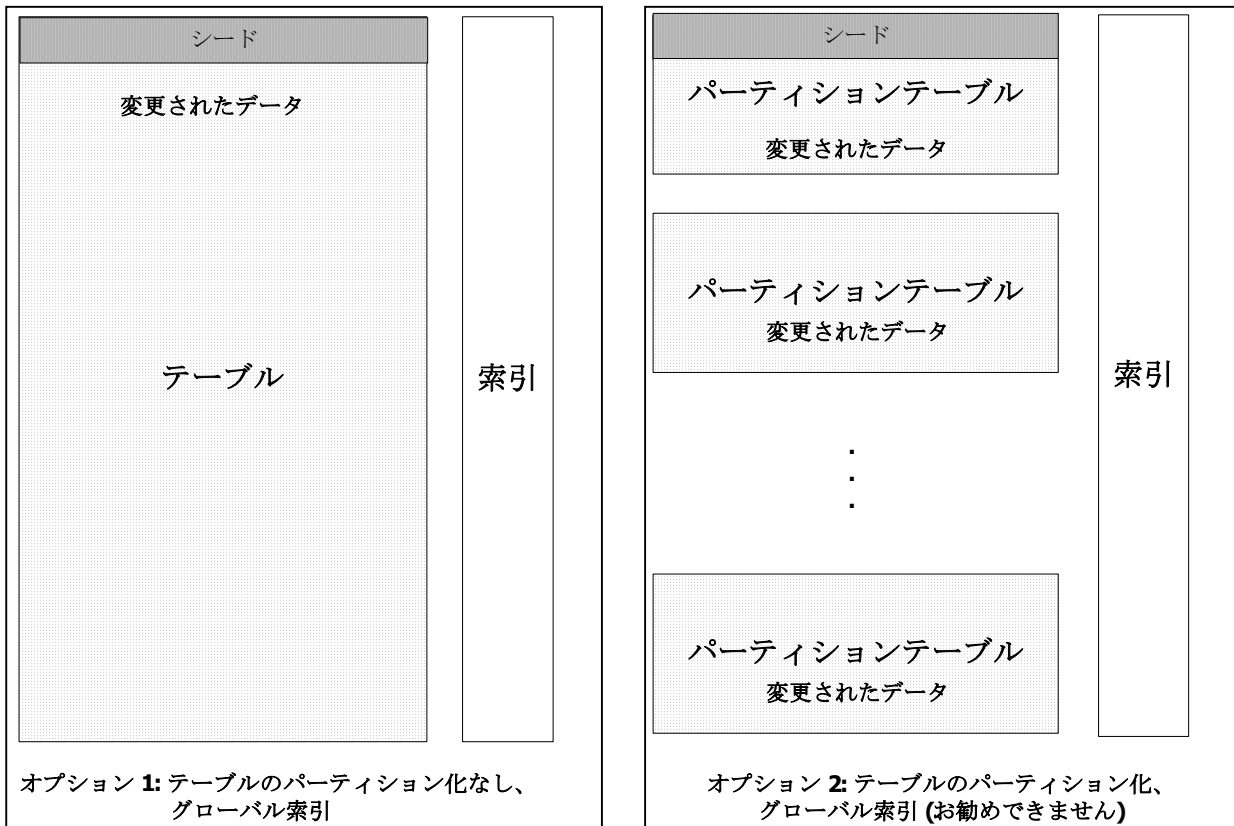 シード
変更されたデータ
テーブル
索引
オプション 1: テーブルのパーティション化なし、
グローバル索引
シード
パーティションテーブル
変更されたデータ
パーティションテーブル
変更されたデータ
.
.
.
パーティションテーブル
変更されたデータ
索引
オプション 2: テーブルのパーティション化、
グローバル索引 (お勧めできません)